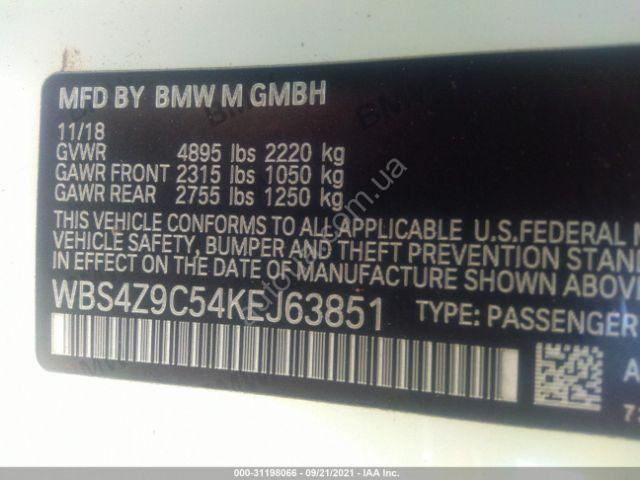 MFD BY BMW M GMBH
11/18
GVWR 4895 lbs 2220 kg
GAWR FRONT 2315 lbs 1050 kg
GAWR REAR 2755 lbs 1250 kg
THIS VEHICLE CONFORMS TO ALL APPLICABLE U.S.FEDERAL M
VEHICLE SAFETY, BUMPER AND THEFT PREVENTION STAND
IN EFFECT ON THE DATE OF MANUFACTURE SHOWN ABOVE
WBS4Z9C54KEJ63851 TYPE: PASSENGER
A
73
000-31198066 - 09/21/2021 - IAA Inc.